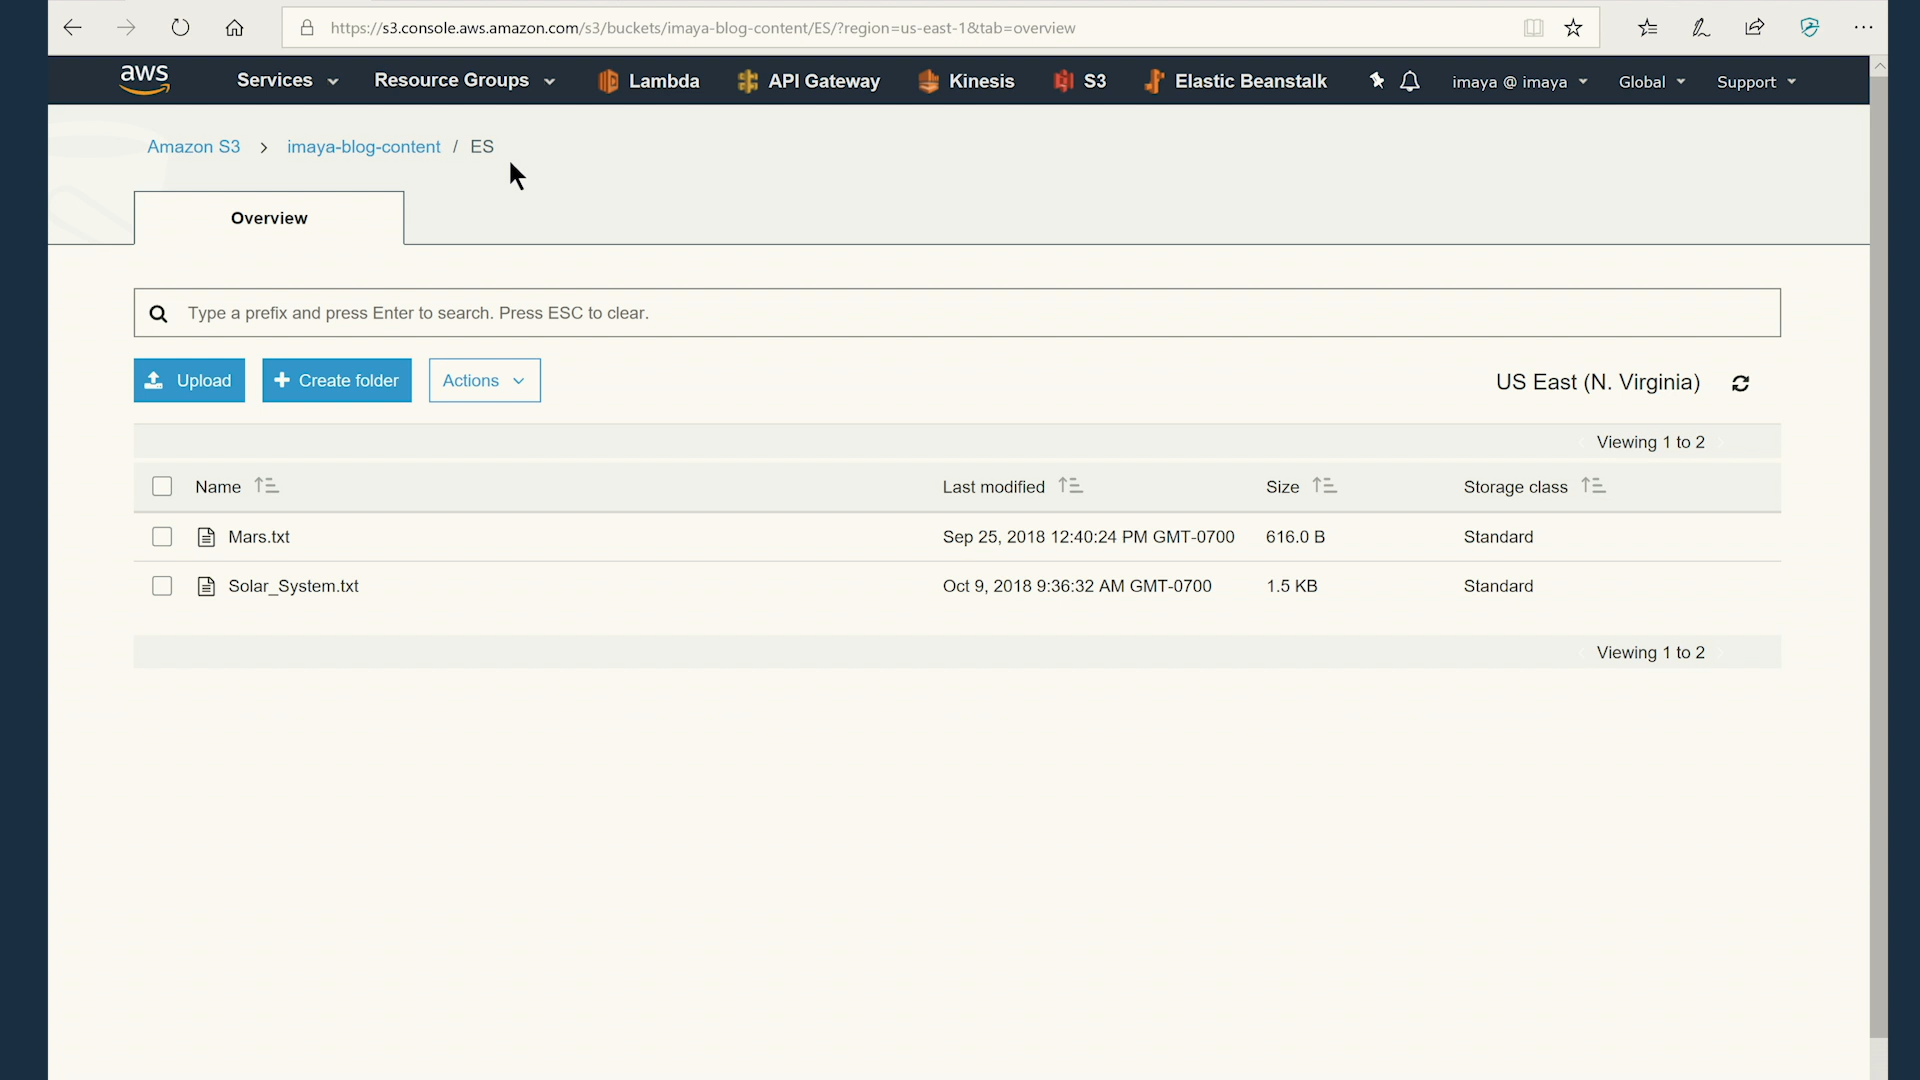 https://s3.console.aws.amazon.com/s3/buckets/imaya-blog-content/ES/?region=us-east-1&tab=overview
aws Services Resource Groups Lambda API Gateway Kinesis S3 Elastic Beanstalk imaya @ imaya Global Support
Amazon S3 > imaya-blog-content / ES
Overview
Type a prefix and press Enter to search. Press ESC to clear.
Upload + Create folder Actions US East (N. Virginia)
Viewing 1 to 2
Name Last modified Size Storage class
Mars.txt Sep 25, 2018 12:40:24 PM GMT-0700 616.0 B Standard
Solar_System.txt Oct 9, 2018 9:36:32 AM GMT-0700 1.5 KB Standard
Viewing 1 to 2